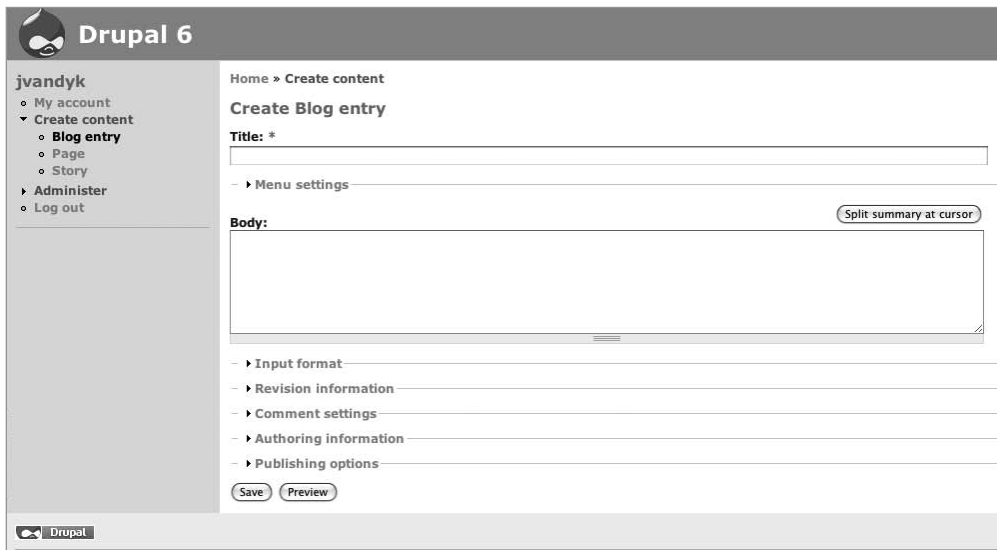 Drupal 6
jvandyk
My account
Create content
Blog entry
Page
Story
Administer
Log out
Home » Create content
Create Blog entry
Title: *
Menu settings
Body:
Split summary at cursor
Input format
Revision information
Comment settings
Authoring information
Publishing options
Save Preview
Drupal